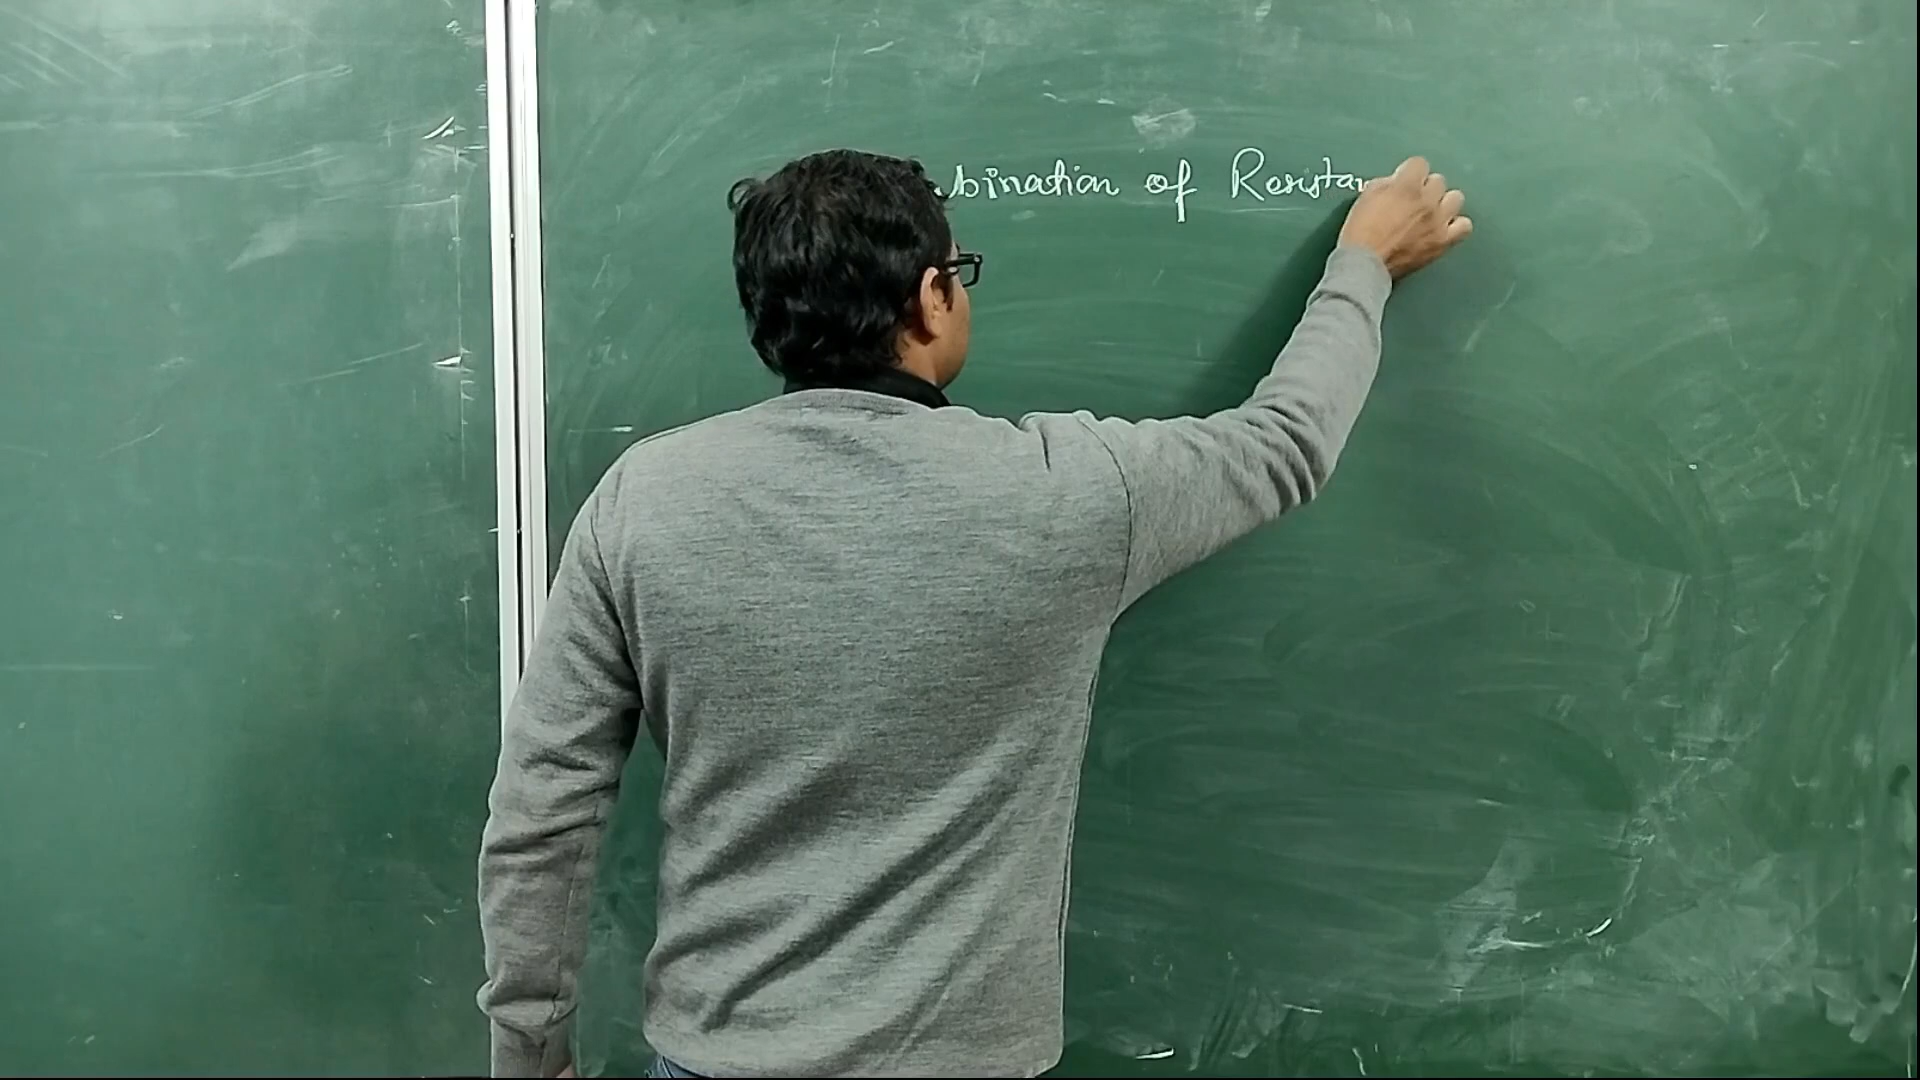 bination of Resistan